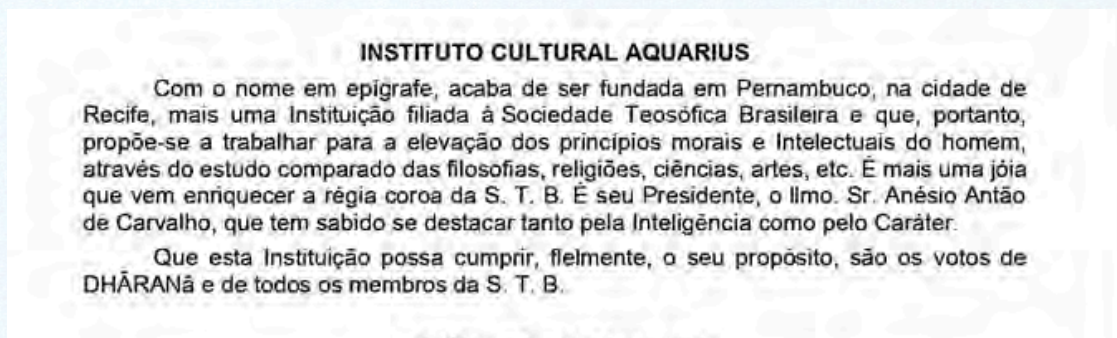 INSTITUTO CULTURAL AQUARIUS
Com o nome em epígrafe, acaba de ser fundada em Pernambuco, na cidade de
Recife, mais uma Instituição filiada á Sociedade Teosófica Brasileira e que, portanto,
propõe-se a trabalhar para a elevação dos princípios morais e Intelectuais do homem,
através do estudo comparado das filosofias, religiões, ciências, artes, etc. É mais uma jóia
que vem enriquecer a régia coroa da S. T. B. É seu Presidente, o Ilmo. Sr. Anésio Antão
de Carvalho, que tem sabido se destacar tanto pela Inteligência como pelo Caráter.
Que esta Instituição possa cumprir, fielmente, o seu propósito, são os votos de
DHÂRANâ e de todos os membros da S. T. B.